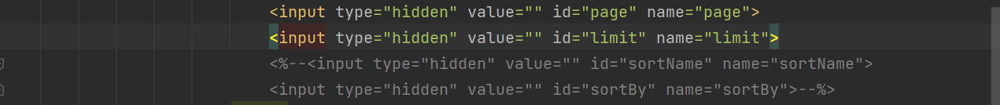 <input type="hidden" value="" id="page" name="page">
<input type="hidden" value="" id="limit" name="limit">
<%--<input type="hidden" value="" id="sortName" name="sortName">
<input type="hidden" value="" id="sortBy" name="sortBy">--%>